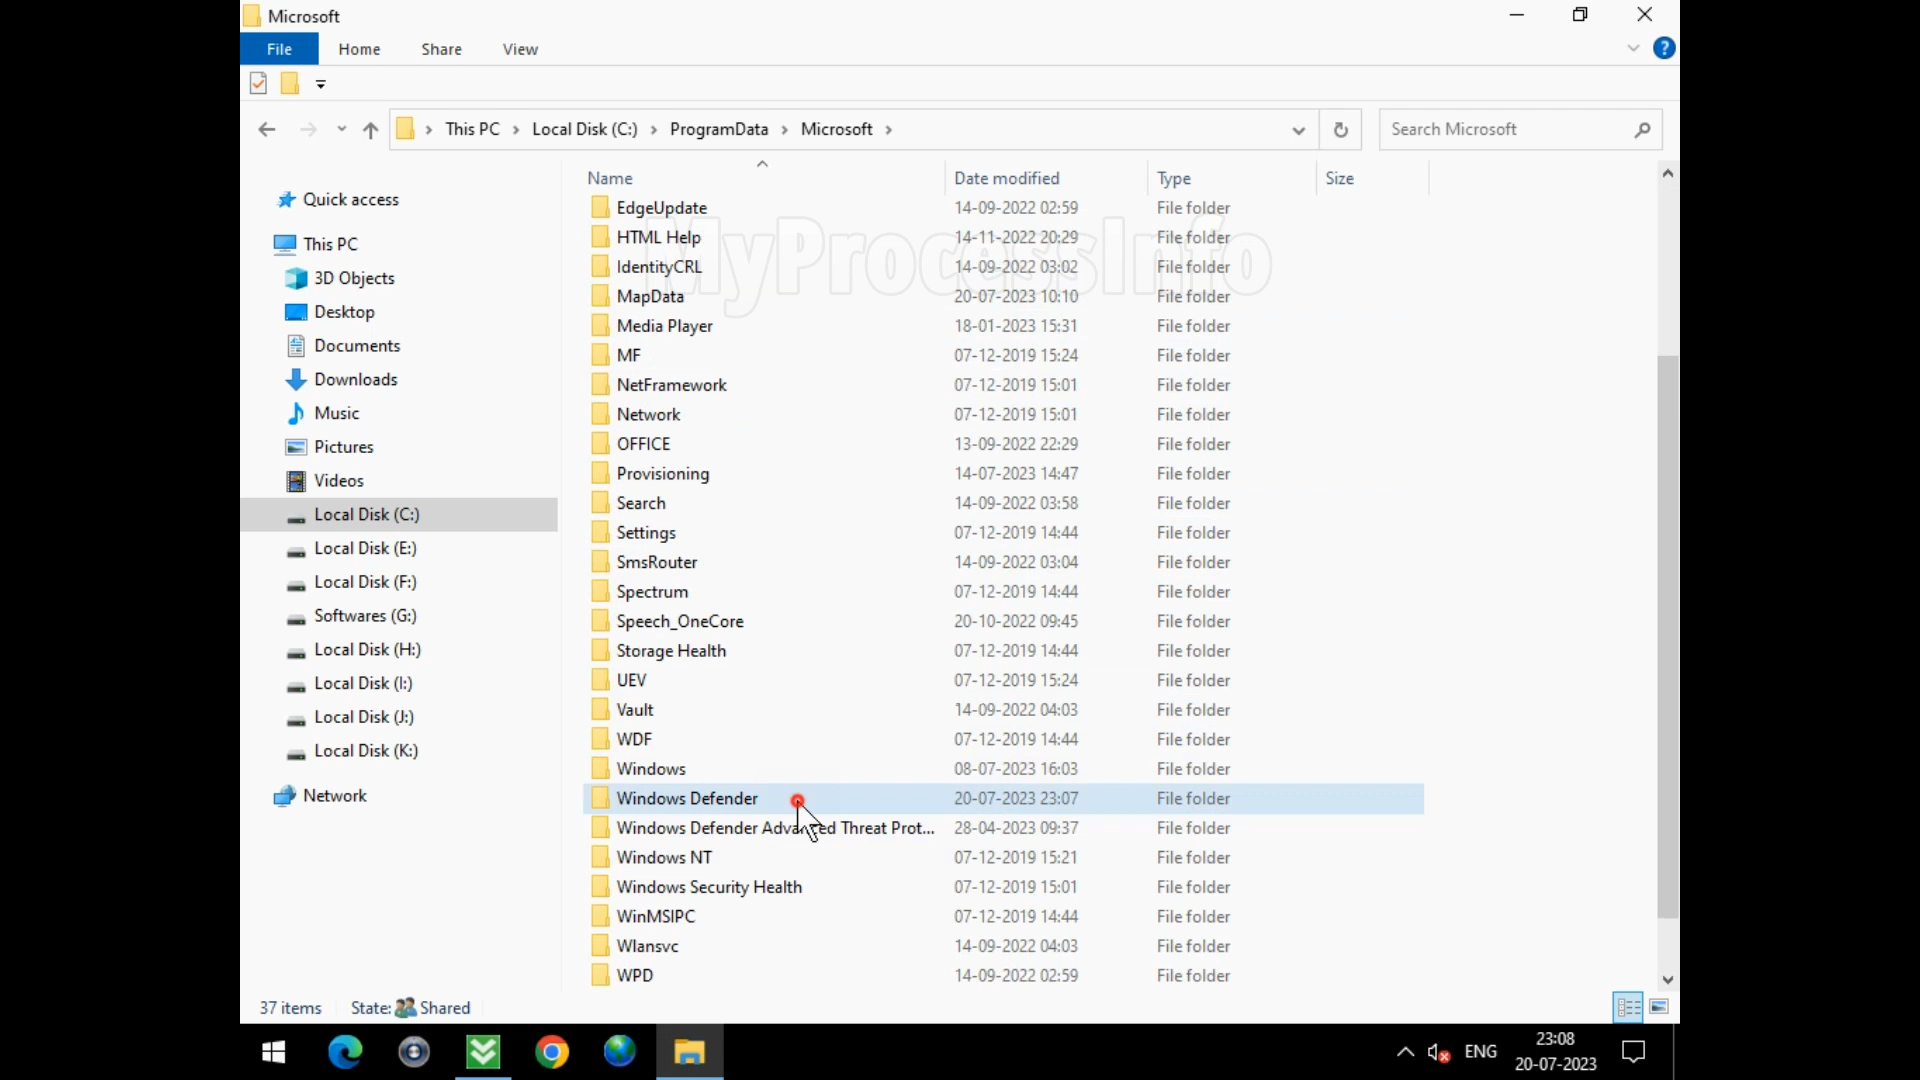 Microsoft
File Home Share View
This PC > Local Disk (C:) > ProgramData > Microsoft >
Search Microsoft
Name Date modified Type Size
Quick access
This PC
3D Objects
Desktop
Documents
Downloads
Music
Pictures
Videos
Local Disk (C:)
Local Disk (E:)
Local Disk (F:)
Softwares (G:)
Local Disk (H:)
Local Disk (I:)
Local Disk (J:)
Local Disk (K:)
Network
EdgeUpdate 14-09-2022 02:59 File folder
HTML Help 14-11-2022 20:29 File folder
IdentityCRL 14-09-2022 03:02 File folder
MapData 20-07-2023 10:10 File folder
Media Player 18-01-2023 15:31 File folder
MF 07-12-2019 15:24 File folder
NetFramework 07-12-2019 15:01 File folder
Network 07-12-2019 15:01 File folder
OFFICE 13-09-2022 22:29 File folder
Provisioning 14-07-2023 14:47 File folder
Search 14-09-2022 03:58 File folder
Settings 07-12-2019 14:44 File folder
SmsRouter 14-09-2022 03:04 File folder
Spectrum 07-12-2019 14:44 File folder
Speech_OneCore 20-10-2022 09:45 File folder
Storage Health 07-12-2019 14:44 File folder
UEV 07-12-2019 15:24 File folder
Vault 14-09-2022 04:03 File folder
WDF 07-12-2019 14:44 File folder
Windows 08-07-2023 16:03 File folder
Windows Defender 20-07-2023 23:07 File folder
Windows Defender Advanced Threat Prot... 28-04-2023 09:37 File folder
Windows NT 07-12-2019 15:21 File folder
Windows Security Health 07-12-2019 15:01 File folder
WinMSIPC 07-12-2019 14:44 File folder
Wlansvc 14-09-2022 04:03 File folder
WPD 14-09-2022 02:59 File folder
MyProcessInfo
37 items State: Shared
ENG
23:08
20-07-2023